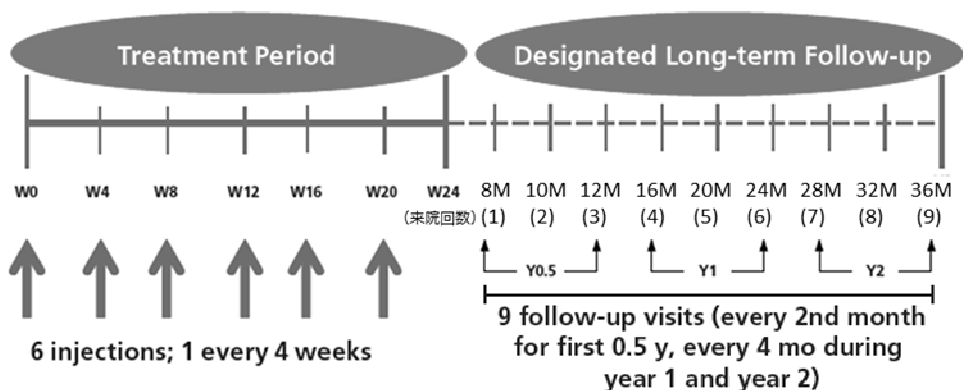 Treatment Period
Designated Long-term Follow-up
W0 W4 W8 W12 W16 W20 W24 8M 10M 12M 16M 20M 24M 28M 32M 36M
(来院回数) (1) (2) (3) (4) (5) (6) (7) (8) (9)
Y0.5 Y1 Y2
6 injections; 1 every 4 weeks
9 follow-up visits (every 2nd month
for first 0.5 y, every 4 mo during
year 1 and year 2)